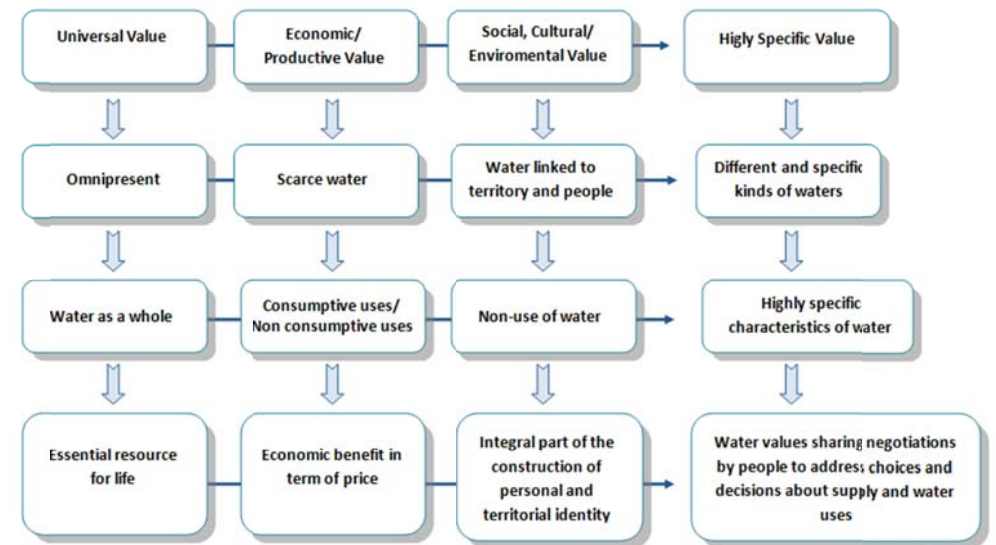 Universal Value
Economic/
Productive Value
Social, Cultural/
Enviromental Value
Higly Specific Value
Omnipresent
Scarce water
Water linked to
territory and people
Different and specific
kinds of waters
Water as a whole
Consumptive uses/
Non consumptive uses
Non-use of water
Highly specific
characteristics of water
Essential resource
for life
Economic benefit in
term of price
Integral part of the
construction of
personal and
territorial identity
Water values sharing negotiations
by people to address choices and
decisions about supply and water
uses